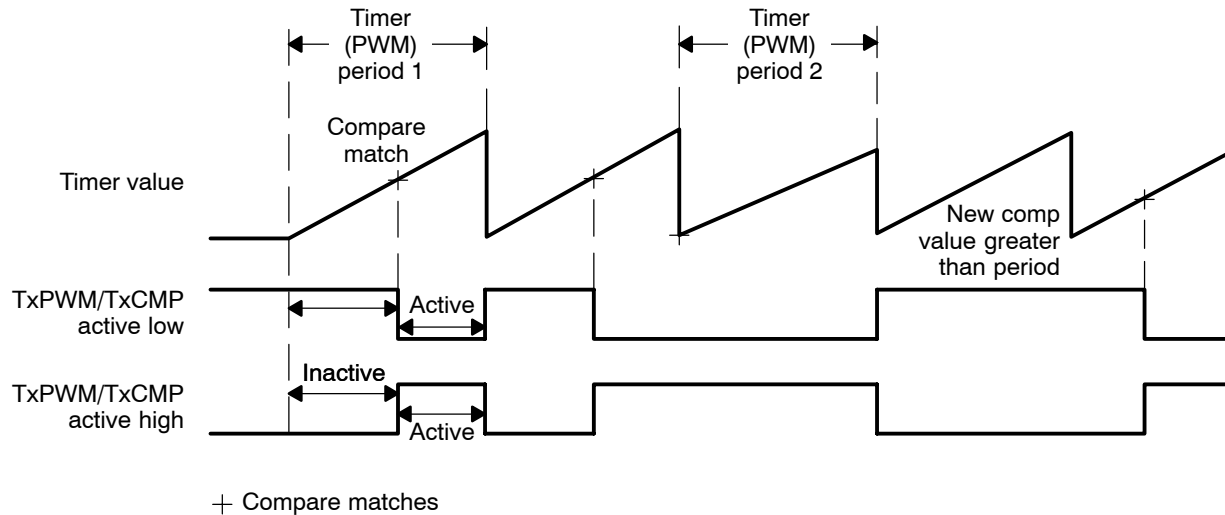 Timer
(PWM)
period 1
Timer
(PWM)
period 2
Compare
match
Timer value
New comp
value greater
than period
TxPWM/TxCMP
active low
Active
TxPWM/TxCMP
active high
Inactive
Active
+ Compare matches